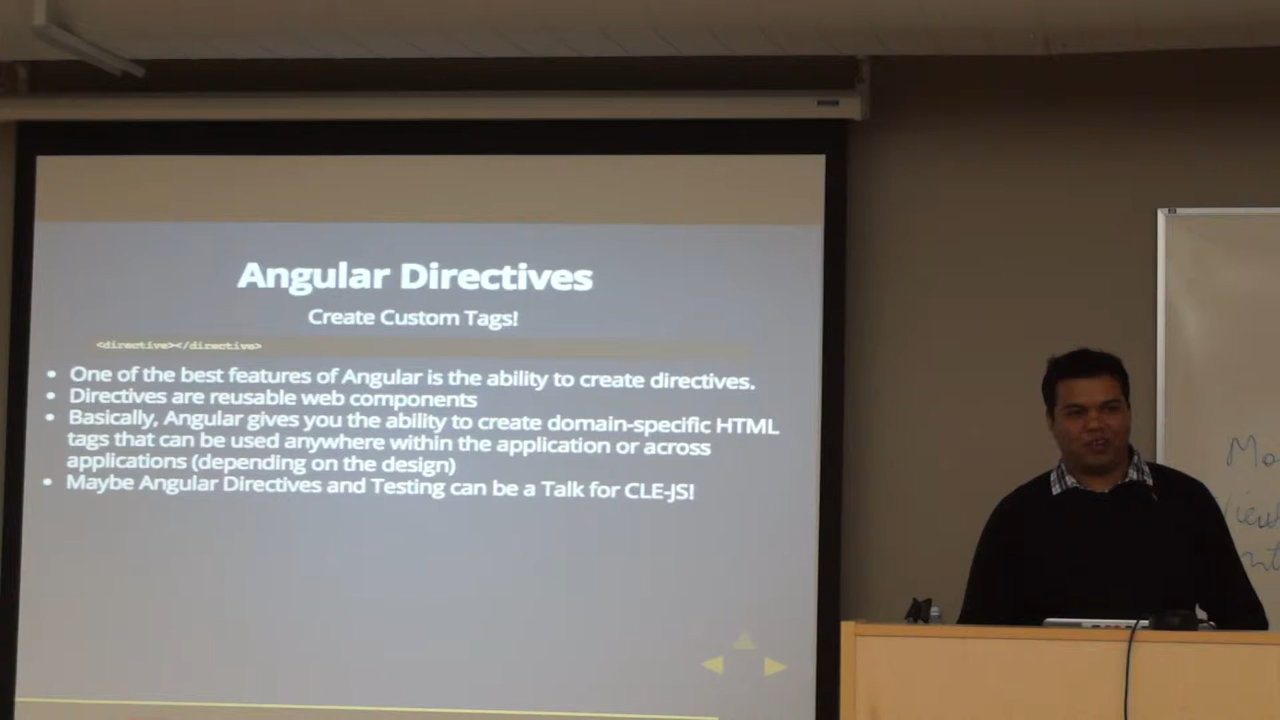 Angular Directives
Create Custom Tags!
<directive></directive>
• One of the best features of Angular is the ability to create directives.
• Directives are reusable web components
• Basically, Angular gives you the ability to create domain-specific HTML
tags that can be used anywhere within the application or across
applications (depending on the design)
• Maybe Angular Directives and Testing can be a Talk for CLE-JS!